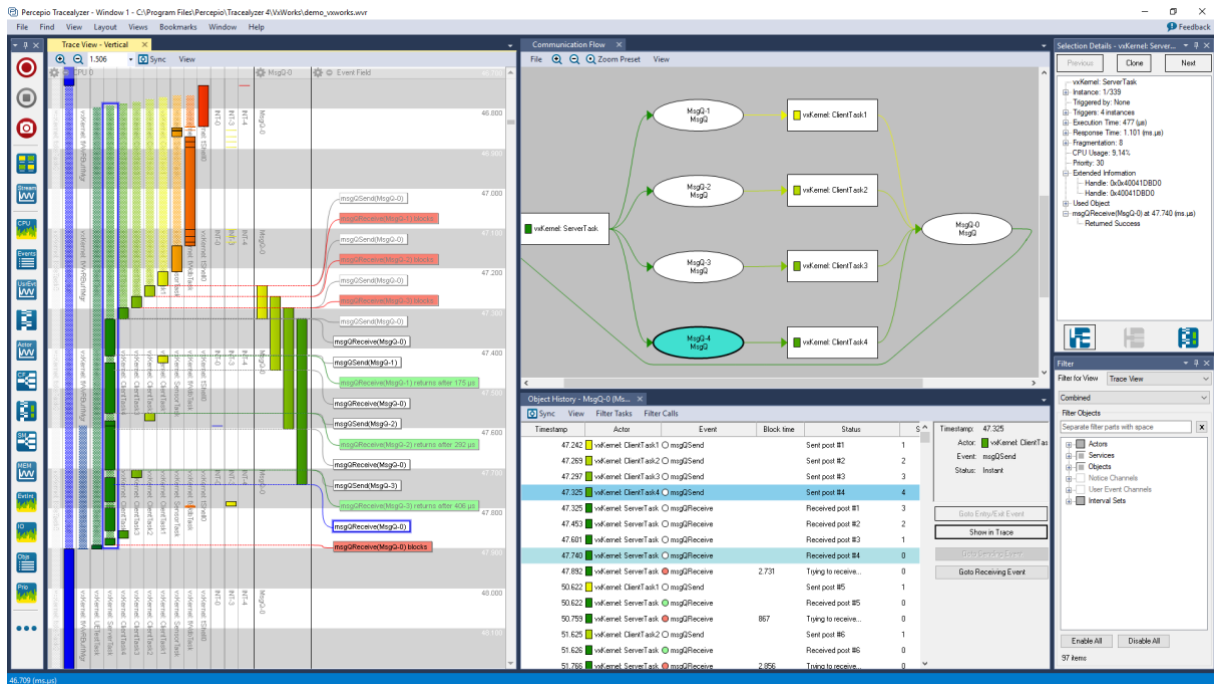 Percepio Tracealyzer - Window 1 - C:\Program Files\Percepio\Tracealyzer 4\VxWorks\demo_vxworks.wvr
File Find View Layout Views Bookmarks Window Help
Feedback
Trace View - Vertical
1.506 Sync View
CPU 0 MsgQ-0 Event Field
46.800
46.900
47.000
47.100
47.200
47.300
47.400
47.500
47.600
47.700
47.800
47.900
48.000
48.100
msgQSend(MsgQ-0)
msgQReceive(MsgQ-1) blocks
msgQSend(MsgQ-0)
msgQReceive(MsgQ-2) blocks
msgQSend(MsgQ-0)
msgQReceive(MsgQ-3) blocks
msgQSend(MsgQ-0)
msgQReceive(MsgQ-0)
msgQSend(MsgQ-1)
msgQReceive(MsgQ-1) returns after 175 µs
msgQReceive(MsgQ-0)
msgQSend(MsgQ-2)
msgQReceive(MsgQ-2) returns after 292 µs
msgQReceive(MsgQ-0)
msgQSend(MsgQ-3)
msgQReceive(MsgQ-3) returns after 406 µs
msgQReceive(MsgQ-0)
msgQReceive(MsgQ-0) blocks
46.709 (ms.µs)
Communication Flow
File Zoom Preset View
vxKernel: ServerTask
MsgQ-1
MsgQ
MsgQ-2
MsgQ
MsgQ-3
MsgQ
MsgQ-4
MsgQ
vxKernel: ClientTask1
vxKernel: ClientTask2
vxKernel: ClientTask3
vxKernel: ClientTask4
MsgQ-0
MsgQ
Object History - MsgQ-0 (Ms...
Sync View Filter Tasks Filter Calls
Timestamp Actor Event Block time Status S
47.242 vxKernel: ClientTask1 msgQSend Sent post #1 1
47.269 vxKernel: ClientTask2 msgQSend Sent post #2 2
47.297 vxKernel: ClientTask3 msgQSend Sent post #3 3
47.325 vxKernel: ClientTask4 msgQSend Sent post #4 4
47.325 vxKernel: ServerTask msgQReceive Received post #1 3
47.453 vxKernel: ServerTask msgQReceive Received post #2 2
47.601 vxKernel: ServerTask msgQReceive Received post #3 1
47.740 vxKernel: ServerTask msgQReceive Received post #4 0
47.892 vxKernel: ServerTask msgQReceive 2.731 Trying to receive... 0
50.622 vxKernel: ClientTask1 msgQSend Sent post #5 1
50.622 vxKernel: ServerTask msgQReceive Received post #5 0
50.759 vxKernel: ServerTask msgQReceive 867 Trying to receive... 0
51.625 vxKernel: ClientTask2 msgQSend Sent post #6 1
51.626 vxKernel: ServerTask msgQReceive Received post #6 0
51.766 vxKernel: ServerTask msgQReceive 2.856 Trying to receive... 0
Timestamp: 47.325
Actor: vxKernel: ClientTas
Event: msgQSend
Status: Instant
Goto Entry/Exit Event
Show in Trace
Goto Sending Event
Goto Receiving Event
Selection Details - vxKernel: Server...
Previous Clone Next
vxKernel: ServerTask
Instance: 1/339
Triggered by: None
Triggers: 4 instances
Execution Time: 477 (µs)
Response Time: 1.101 (ms.µs)
Fragmentation: 8
CPU Usage: 9,14%
Priority: 30
Extended Information
Handle: 0x0x40041DBD0
Handle: 0x40041DBD0
Used Object
msgQReceive(MsgQ-0) at 47.740 (ms.µs)
Returned Success
Filter
Filter for View Trace View
Combined
Filter Objects
Separate filter parts with space X
Actors
Services
Objects
Notice Channels
User Event Channels
Interval Sets
Enable All Disable All
97 items